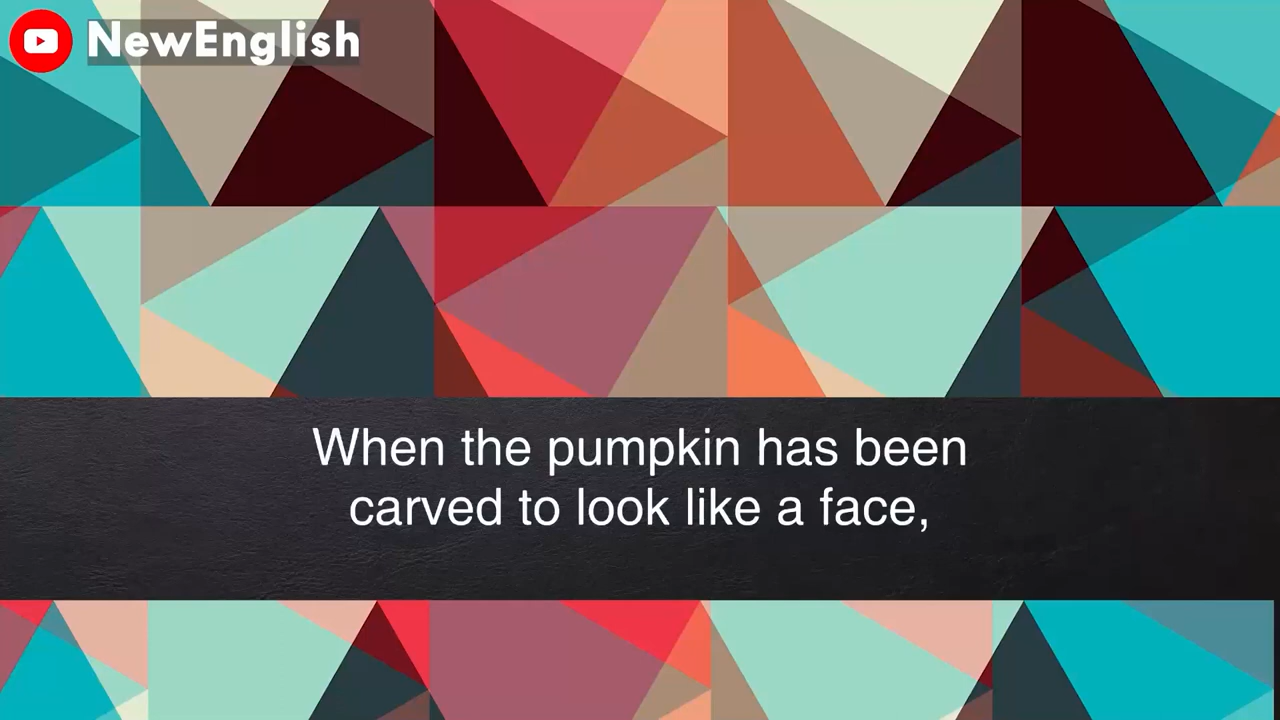 NewEnglish
When the pumpkin has been
carved to look like a face,